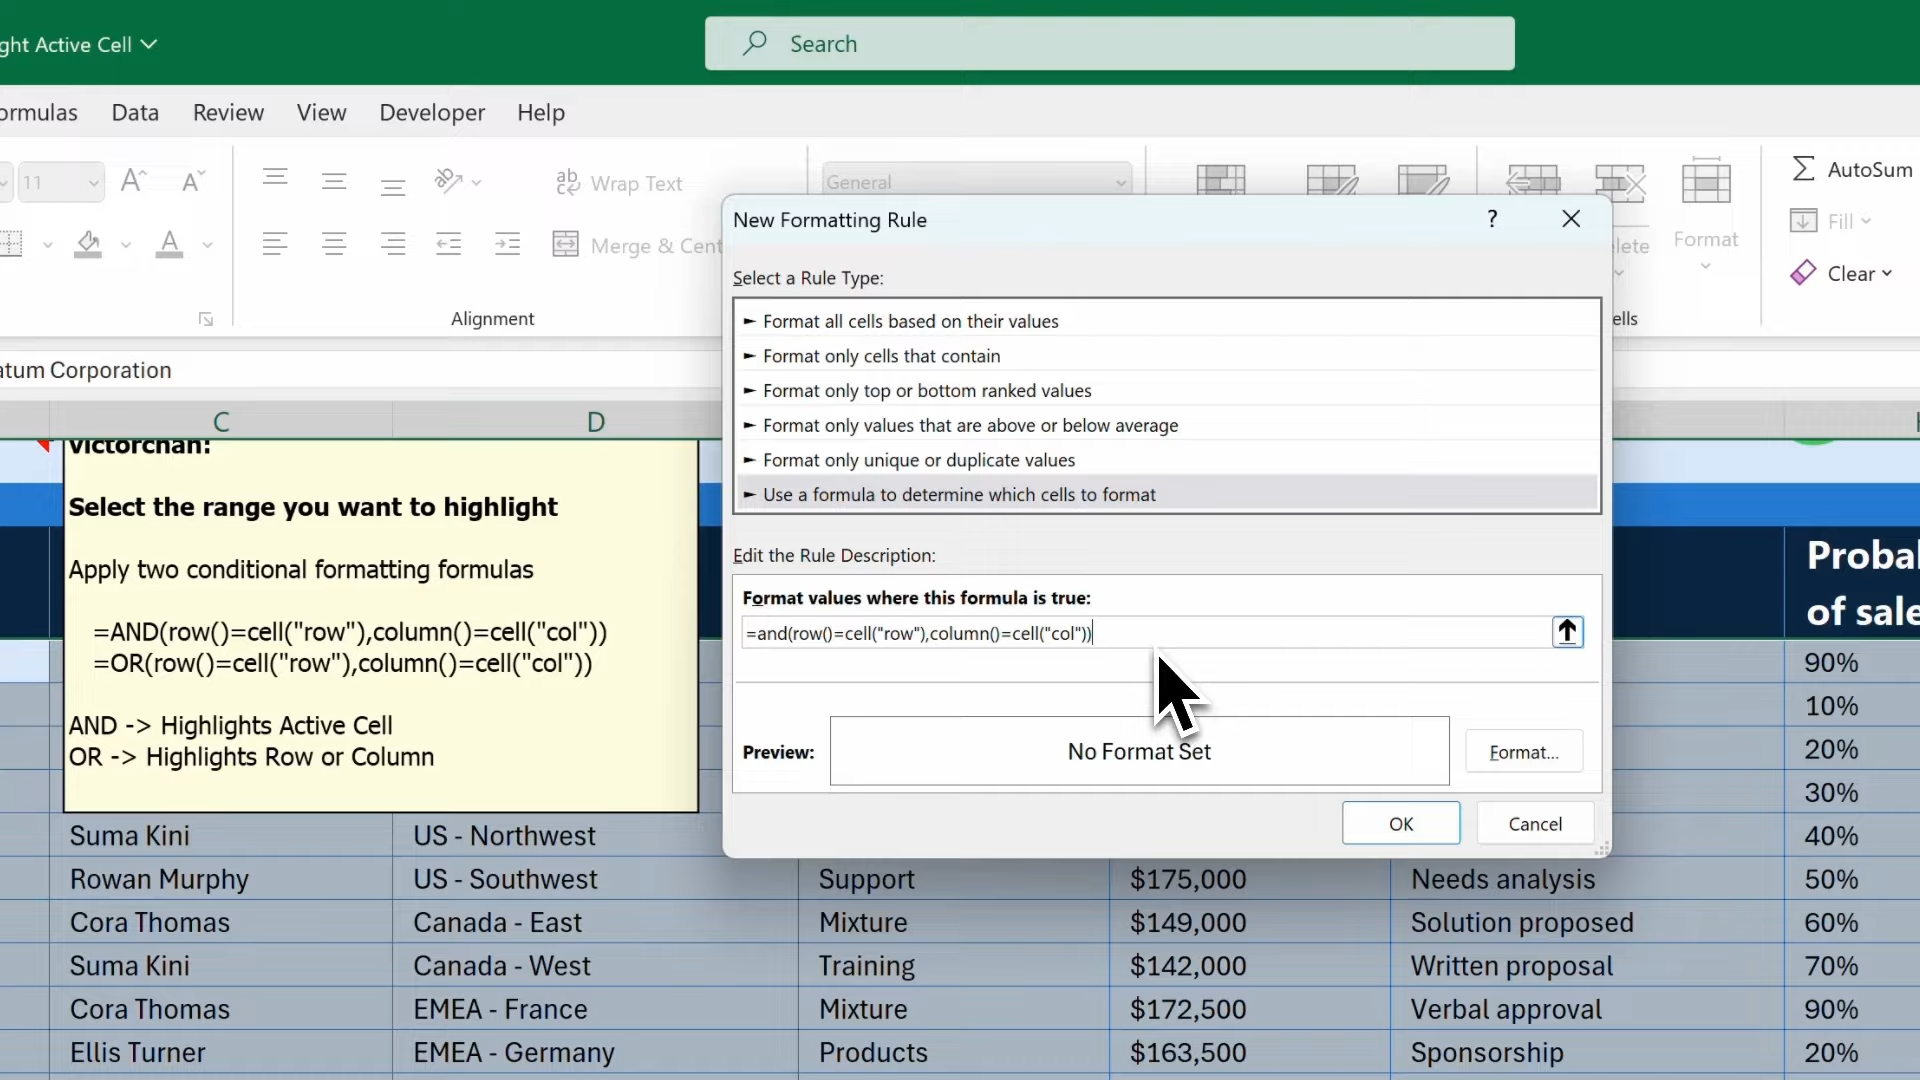 ght Active Cell
Search
ormulas Data Review View Developer Help
11
Wrap Text
General
AutoSum
Merge & Cent
lete
Format
Fill
Clear
Alignment
ells
atum Corporation
C D
New Formatting Rule ?
Select a Rule Type:
► Format all cells based on their values
► Format only cells that contain
► Format only top or bottom ranked values
► Format only values that are above or below average
► Format only unique or duplicate values
► Use a formula to determine which cells to format
Edit the Rule Description:
Format values where this formula is true:
=and(row()=cell("row"),column()=cell("col"))
Preview:
No Format Set
Format...
OK
Cancel
victorchan:
Select the range you want to highlight
Apply two conditional formatting formulas
=AND(row()=cell("row"),column()=cell("col"))
=OR(row()=cell("row"),column()=cell("col"))
AND -> Highlights Active Cell
OR -> Highlights Row or Column
Probal
of sale
90%
10%
20%
30%
Suma Kini US - Northwest 40%
Rowan Murphy US - Southwest Support $175,000 Needs analysis 50%
Cora Thomas Canada - East Mixture $149,000 Solution proposed 60%
Suma Kini Canada - West Training $142,000 Written proposal 70%
Cora Thomas EMEA - France Mixture $172,500 Verbal approval 90%
Ellis Turner EMEA - Germany Products $163,500 Sponsorship 20%